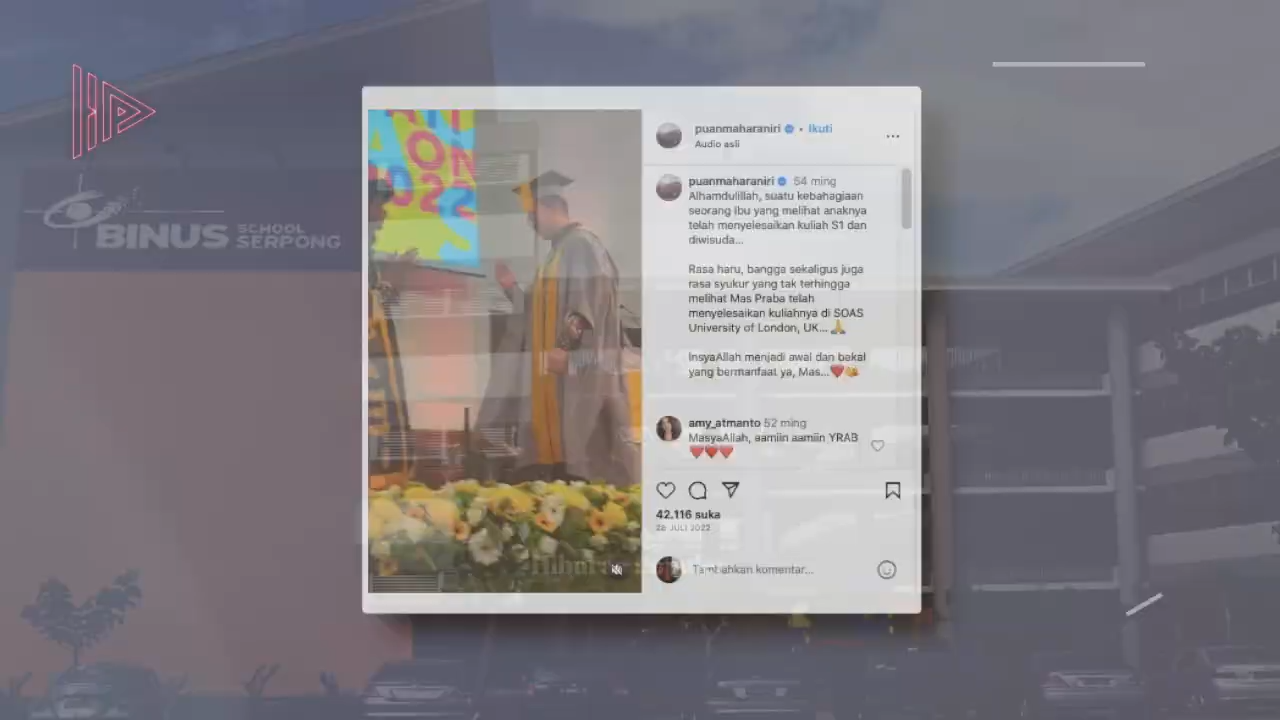 BINUS SCHOOL
SERPONG
2022
puanmaharaniri • Ikuti
Audio asli
puanmaharaniri 54 ming
Alhamdulillah, suatu kebahagiaan
seorang Ibu yang melihat anaknya
telah menyelesaikan kuliah S1 dan
diwisuda...
Rasa haru, bangga sekaligus juga
rasa syukur yang tak terhingga
melihat Mas Praba telah
menyelesaikan kuliahnya di SOAS
University of London, UK... 🙏
InsyaAllah menjadi awal dan bekal
yang bermanfaat ya, Mas...❤️😘
amy_atmanto 52 ming
MasyaAllah, aamiin aamiin YRAB
❤️❤️❤️
42,116 suka
26 JULI 2022
Tambahkan komentar...